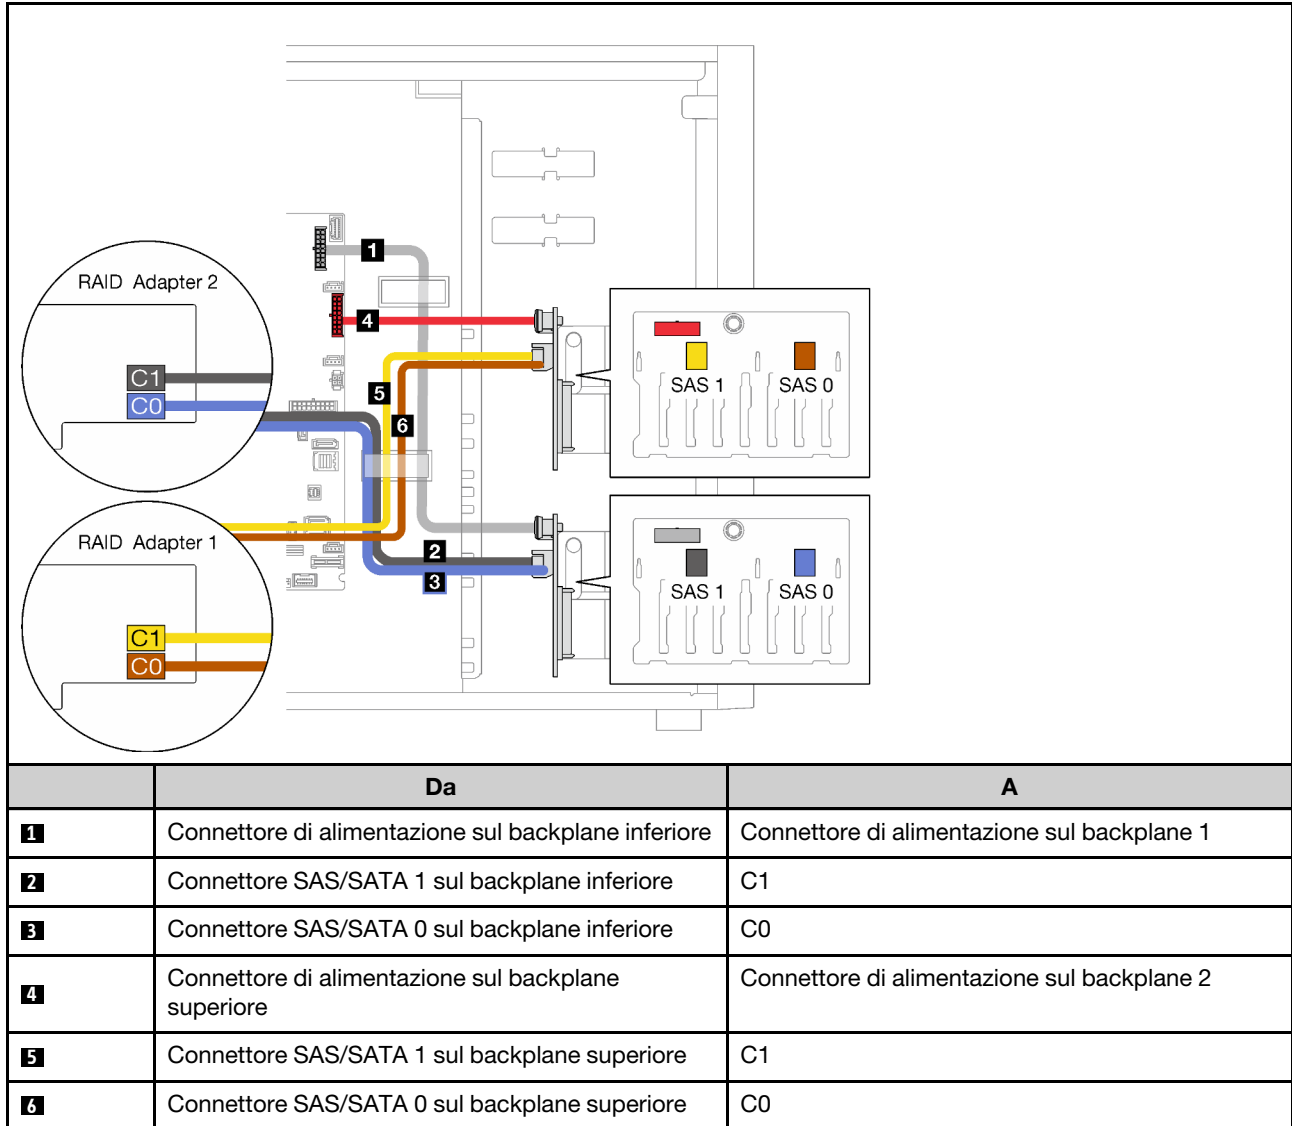 1
RAID Adapter 2
4
C1
C0
5
6
SAS 1 SAS 0
RAID Adapter 1
2
3
SAS 1 SAS 0
C1
C0
Da A
1 Connettore di alimentazione sul backplane inferiore Connettore di alimentazione sul backplane 1
2 Connettore SAS/SATA 1 sul backplane inferiore C1
3 Connettore SAS/SATA 0 sul backplane inferiore C0
4 Connettore di alimentazione sul backplane
superiore
Connettore di alimentazione sul backplane 2
5 Connettore SAS/SATA 1 sul backplane superiore C1
6 Connettore SAS/SATA 0 sul backplane superiore C0